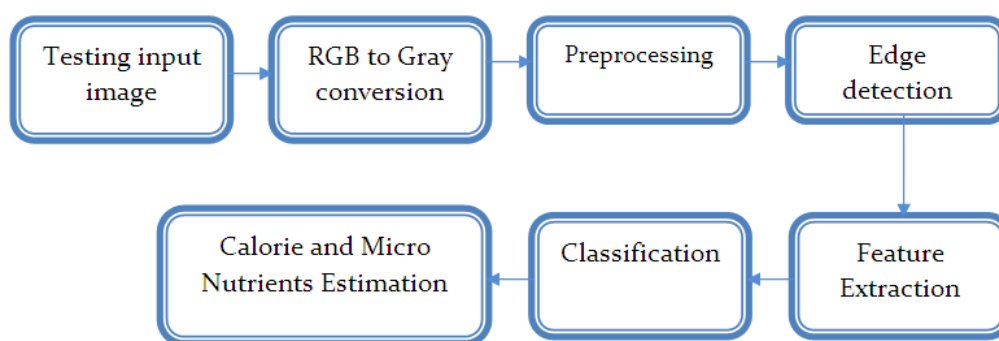 Testing input
image
RGB to Gray
conversion
Preprocessing
Edge
detection
Feature
Extraction
Classification
Calorie and Micro
Nutrients Estimation